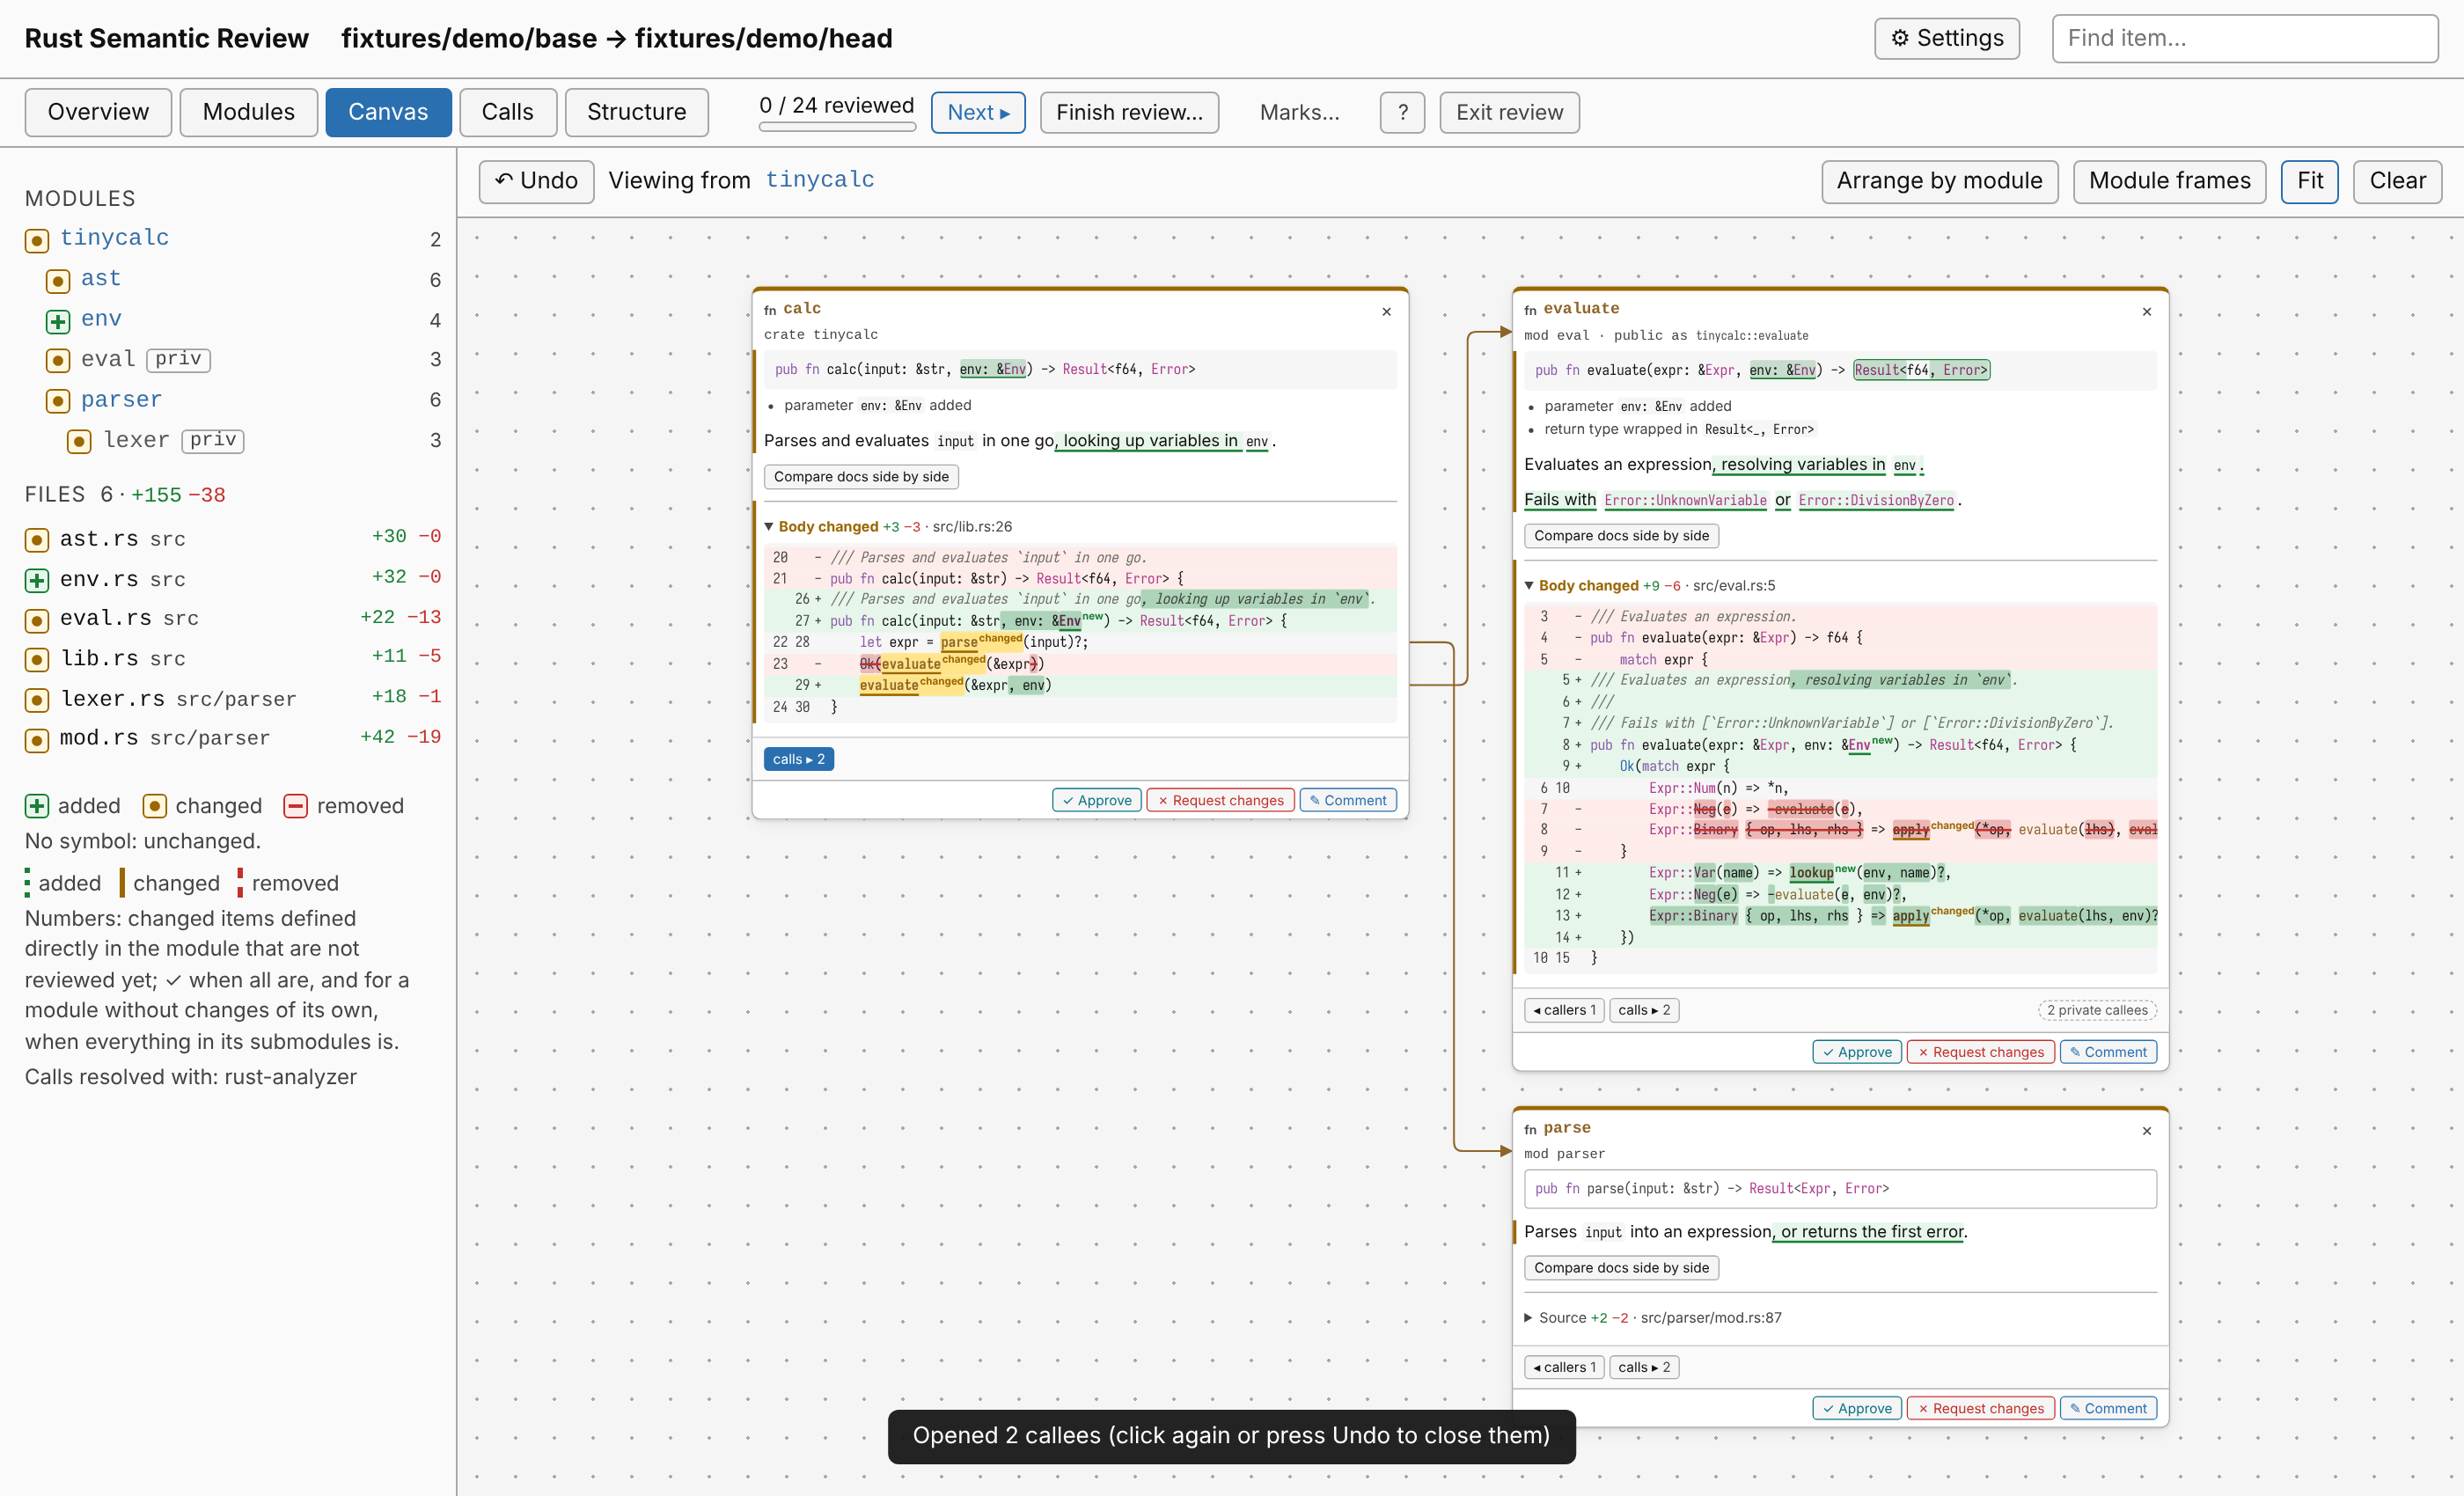 Rust Semantic Review fixtures/demo/base → fixtures/demo/head
⚙ Settings
Find item...
Overview Modules Canvas Calls Structure
0 / 24 reviewed
Next ▸
Finish review...
Marks...
?
Exit review
↶ Undo
Viewing from tinycalc
Arrange by module
Module frames
Fit
Clear
MODULES
tinycalc 2
ast 6
env 4
eval priv 3
parser 6
lexer priv 3
FILES 6 · +155 −38
ast.rs src +30 −0
env.rs src +32 −0
eval.rs src +22 −13
lib.rs src +11 −5
lexer.rs src/parser +18 −1
mod.rs src/parser +42 −19
added changed removed
No symbol: unchanged.
added changed removed
Numbers: changed items defined
directly in the module that are not
reviewed yet; ✓ when all are, and for a
module without changes of its own,
when everything in its submodules is.
Calls resolved with: rust-analyzer
fn calc ×
crate tinycalc
pub fn calc(input: &str, env: &Env) -> Result<f64, Error>
• parameter env: &Env added
Parses and evaluates input in one go, looking up variables in env.
Compare docs side by side
▼ Body changed +3 −3 · src/lib.rs:26
20 − /// Parses and evaluates `input` in one go.
21 − pub fn calc(input: &str) -> Result<f64, Error> {
26 + /// Parses and evaluates `input` in one go, looking up variables in `env`.
27 + pub fn calc(input: &str, env: &Env new) -> Result<f64, Error> {
22 28 let expr = parse changed(input)?;
23 − Ok(evaluate changed(&expr))
29 + evaluate changed(&expr, env)
24 30 }
calls ▸ 2
✓ Approve × Request changes ✎ Comment
fn evaluate ×
mod eval · public as tinycalc::evaluate
pub fn evaluate(expr: &Expr, env: &Env) -> Result<f64, Error>
• parameter env: &Env added
• return type wrapped in Result<_, Error>
Evaluates an expression, resolving variables in env.
Fails with Error::UnknownVariable or Error::DivisionByZero.
Compare docs side by side
▼ Body changed +9 −6 · src/eval.rs:5
3 − /// Evaluates an expression.
4 − pub fn evaluate(expr: &Expr) -> f64 {
5 − match expr {
5 + /// Evaluates an expression, resolving variables in `env`.
6 + ///
7 + /// Fails with [`Error::UnknownVariable`] or [`Error::DivisionByZero`].
8 + pub fn evaluate(expr: &Expr, env: &Env new) -> Result<f64, Error> {
9 + Ok(match expr {
6 10 Expr::Num(n) => *n,
7 − Expr::Neg(e) => -evaluate(e),
8 − Expr::Binary { op, lhs, rhs } => apply changed(*op, evaluate(lhs), eval
9 − }
11 + Expr::Var(name) => lookup new(env, name)?,
12 + Expr::Neg(e) => -evaluate(e, env)?,
13 + Expr::Binary { op, lhs, rhs } => apply changed(*op, evaluate(lhs, env)?
14 + })
10 15 }
◂ callers 1 calls ▸ 2 2 private callees
✓ Approve × Request changes ✎ Comment
fn parse ×
mod parser
pub fn parse(input: &str) -> Result<Expr, Error>
Parses input into an expression, or returns the first error.
Compare docs side by side
▶ Source +2 −2 · src/parser/mod.rs:87
◂ callers 1 calls ▸ 2
✓ Approve × Request changes ✎ Comment
Opened 2 callees (click again or press Undo to close them)